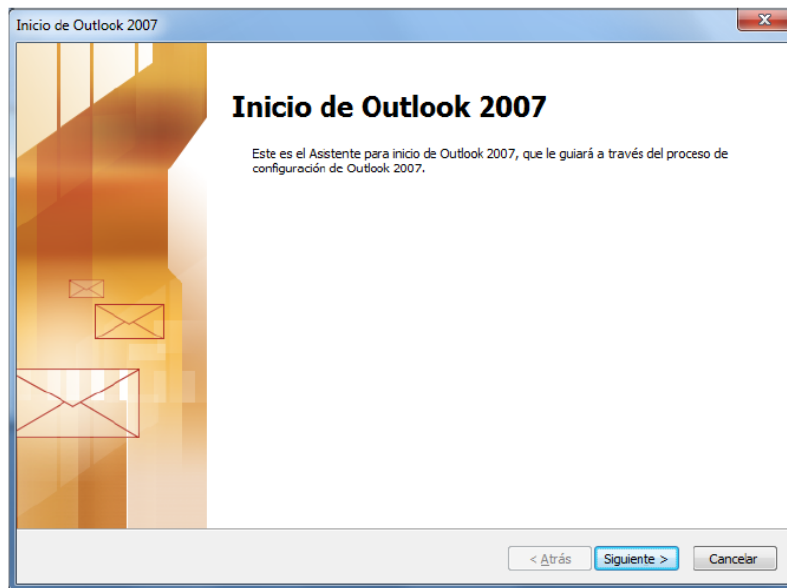 Inicio de Outlook 2007
Inicio de Outlook 2007
Este es el Asistente para inicio de Outlook 2007, que le guiará a través del proceso de
configuración de Outlook 2007.
< Atrás Siguiente > Cancelar